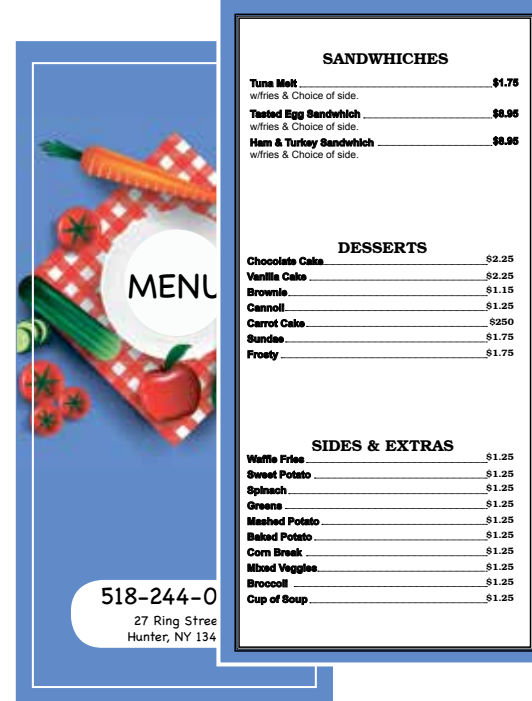 MENU
518-244-0
27 Ring Stree
Hunter, NY 134
SANDWHICHES
Tuna Melt $1.75
w/fries & Choice of side.
Tasted Egg Sandwhich $8.95
w/fries & Choice of side.
Ham & Turkey Sandwhich $8.95
w/fries & Choice of side.
DESSERTS
Chocolate Cake $2.25
Vanilla Cake $2.25
Brownie $1.15
Cannoli $1.25
Carrot Cake $250
Sundae $1.75
Frosty $1.75
SIDES & EXTRAS
Waffle Fries $1.25
Sweet Potato $1.25
Spinach $1.25
Greens $1.25
Mashed Potato $1.25
Baked Potato $1.25
Corn Break $1.25
Mixed Veggies $1.25
Broccoli $1.25
Cup of Soup $1.25